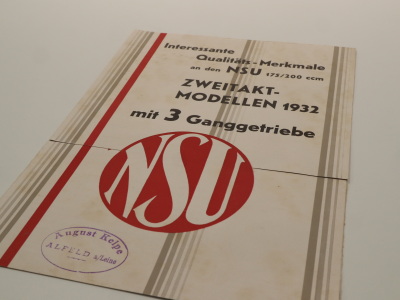 Interessante
Qualitäts-Merkmale
an den NSU 175/200 ccm
ZWEITAKT-
MODELLEN 1932
mit 3 Ganggetriebe
NSU
August Kelpe
ALFELD a/Leine